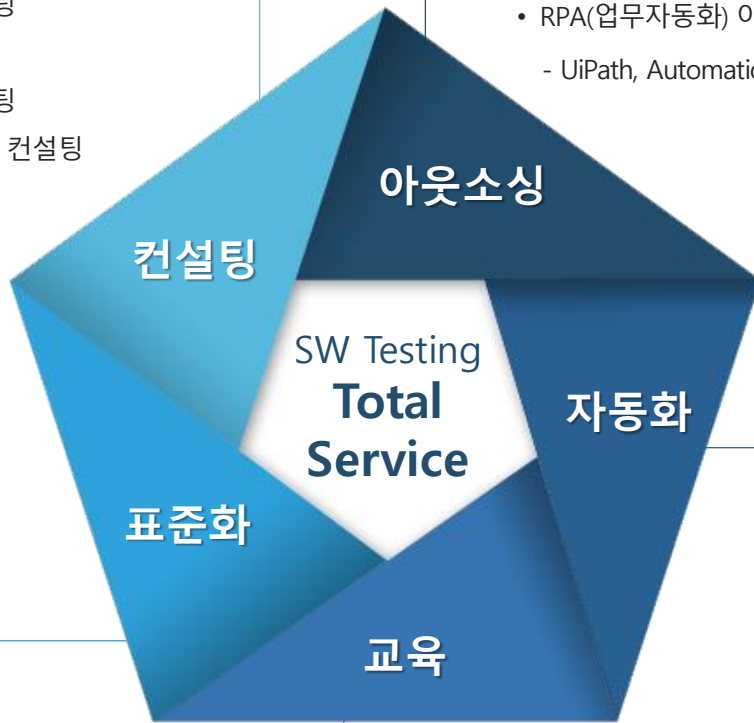 컨설팅
• RPA(업무자동화)
- UiPath,
아웃소싱
컨설팅
SW Testing
Total
Service
자동화
표준화
교육